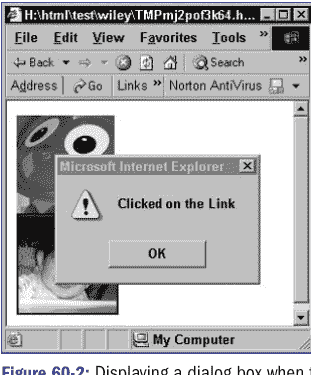 H:\html\test\wiley\TMPmj2pof3k64.h...
File Edit View Favorites Tools »
Back Search »
Address Go Links » Norton AntiVirus
Microsoft Internet Explorer
Clicked on the Link
OK
My Computer
Figure 60-2: Displaying a dialog box when